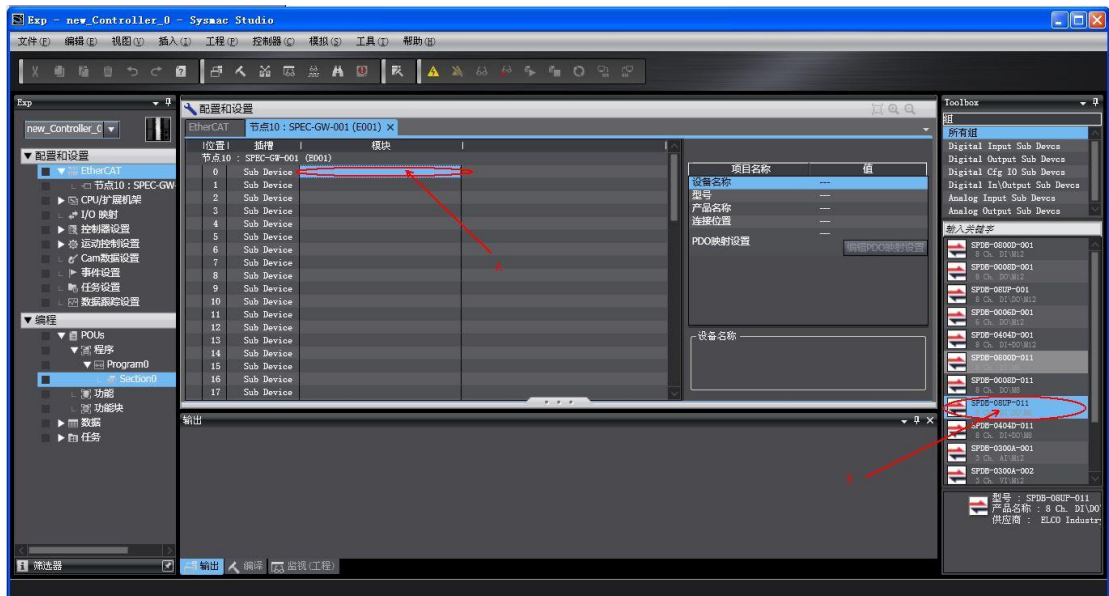 Exp - new_Controller_0 - Sysmac Studio
文件(F) 编辑(E) 视图(V) 插入(I) 工程(P) 控制器(C) 模拟(S) 工具(T) 帮助(H)
Exp
new_Controller_0
配置和设置
EtherCAT
节点10 : SPEC-GW-
CPU/扩展机架
I/O 映射
控制器设置
运动控制设置
Cam数据设置
事件设置
任务设置
数据跟踪设置
编程
POUs
程序
Program0
Section0
功能
功能块
数据
任务
筛选器
配置和设置
EtherCAT 节点10 : SPEC-GW-001 (E001)
位置 插槽 模块
节点10 : SPEC-GW-001 (E001)
0 Sub Device
1 Sub Device
2 Sub Device
3 Sub Device
4 Sub Device
5 Sub Device
6 Sub Device
7 Sub Device
8 Sub Device
9 Sub Device
10 Sub Device
11 Sub Device
12 Sub Device
13 Sub Device
14 Sub Device
15 Sub Device
16 Sub Device
17 Sub Device
A
项目名称 值
设备名称 ---
型号 ---
产品名称 ---
连接位置 ---
PDO映射设置 ---
编辑PDO映射设置
设备名称
输出
输出 编译 监视(工程)
Toolbox
组
所有组
Digital Input Sub Devcs
Digital Output Sub Devcs
Digital Cfg IO Sub Devcs
Digital In\Output Sub Devcs
Analog Input Sub Devcs
Analog Output Sub Devcs
输入关键字
SPDB-0800D-001
8 Ch. DI\M12
SPDB-0008D-001
8 Ch. DO\M12
SPDB-08UP-001
8 Ch. DI\DO\M12
SPDB-0006D-001
6 Ch. DO\M12
SPDB-0404D-001
8 Ch. DI+DO\M12
SPDB-0800D-011
SPDB-0008D-011
8 Ch. DO\M8
SPDB-08UP-011
SPDB-0404D-011
8 Ch. DI+DO\M8
SPDB-0300A-001
3 Ch. AI\M12
SPDB-0300A-002
3 Ch. VI\M12
型号 : SPDB-08UP-011
产品名称 : 8 Ch. DI\DO
供应商 : ELCO Industry